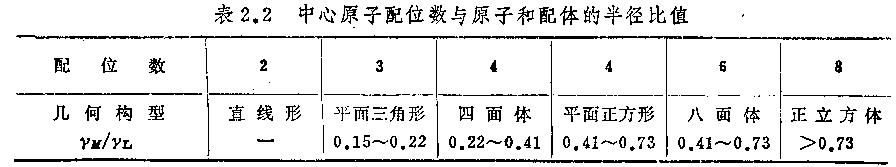 表2.2 中心原子配位数与原子和配体的半径比值
配位数 2 3 4 4 6 8
几何构型 直线形 平面三角形 四面体 平面正方形 八面体 正立方体
γM/γL — 0.15~0.22 0.22~0.41 0.41~0.73 0.41~0.73 >0.73